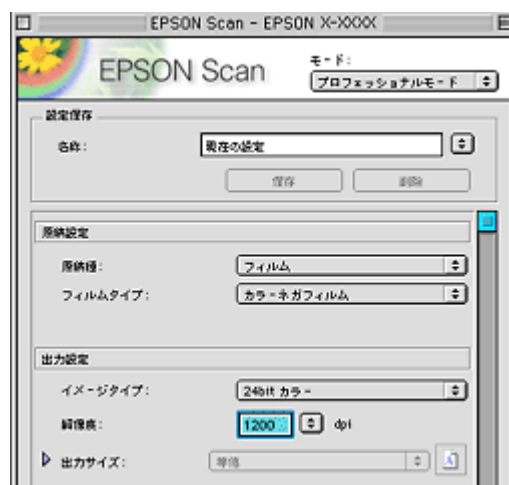 EPSON Scan - EPSON X-XXXX
EPSON Scan
モード:
プロフェッショナルモード
設定保存
名称:
現在の設定
保存
削除
原稿設定
原稿種:
フィルム
フィルムタイプ:
カラーネガフィルム
出力設定
イメージタイプ:
24bit カラー
解像度:
1200
dpi
出力サイズ:
等倍